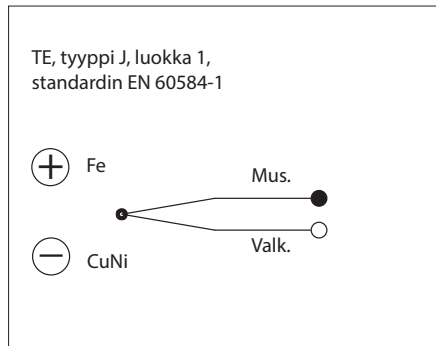 TE, tyyppi J, luokka 1,
standardin EN 60584-1
Fe
Mus.
Valk.
CuNi